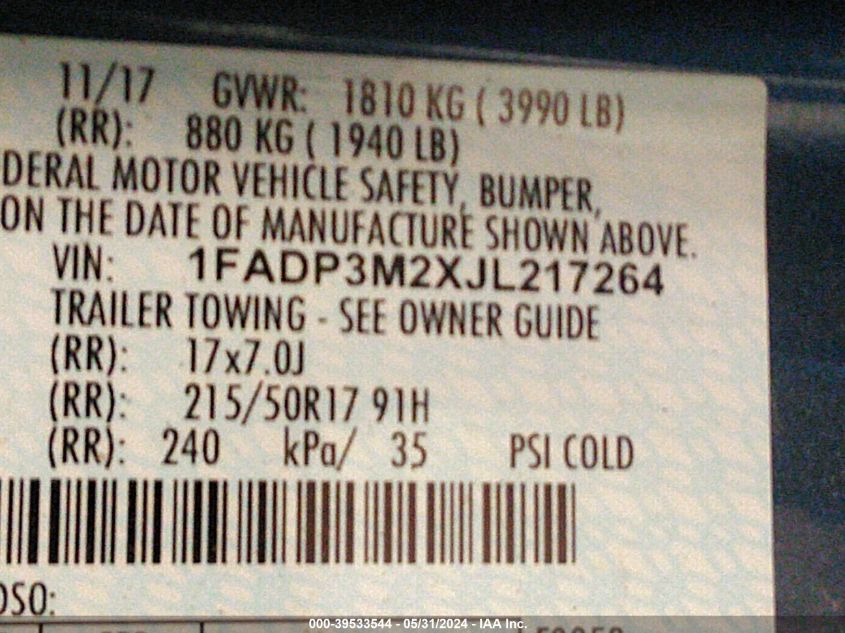 11/17 GVWR: 1810 KG ( 3990 LB)
(RR): 880 KG ( 1940 LB)
DERAL MOTOR VEHICLE SAFETY, BUMPER,
ON THE DATE OF MANUFACTURE SHOWN ABOVE.
VIN: 1FADP3M2XJL217264
TRAILER TOWING - SEE OWNER GUIDE
(RR): 17x7.0J
(RR): 215/50R17 91H
(RR): 240 kPa/ 35 PSI COLD
OSO:
000-39533544 - 05/31/2024 - IAA Inc.